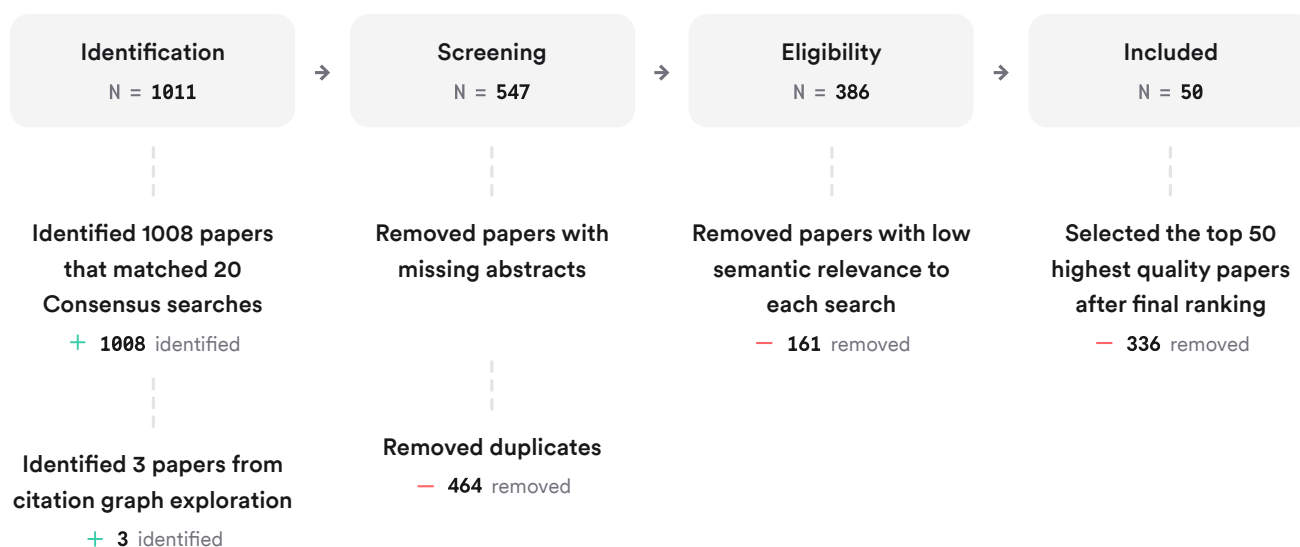 Identification
N = 1011
Identified 1008 papers
that matched 20
Consensus searches
+ 1008 identified
Identified 3 papers from
citation graph exploration
+ 3 identified
Screening
N = 547
Removed papers with
missing abstracts
Removed duplicates
— 464 removed
Eligibility
N = 386
Removed papers with low
semantic relevance to
each search
— 161 removed
Included
N = 50
Selected the top 50
highest quality papers
after final ranking
— 336 removed